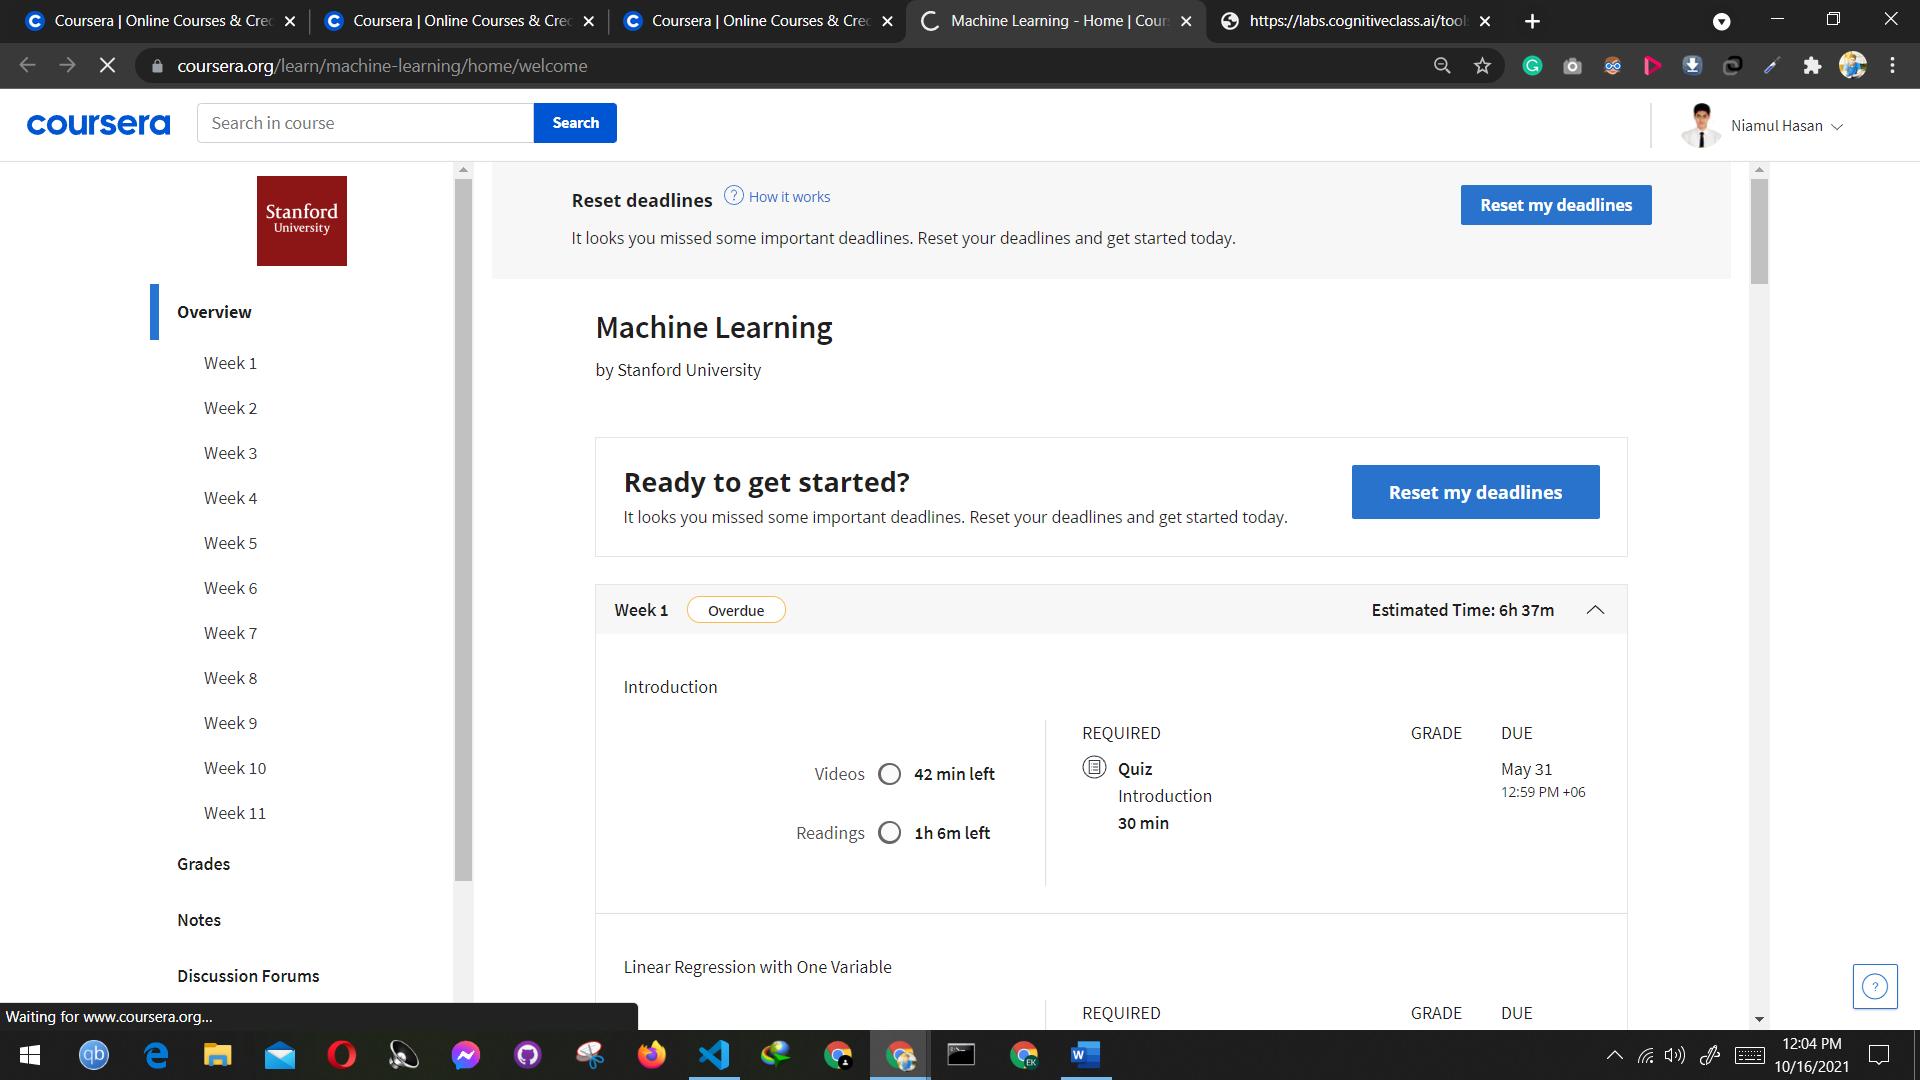 Coursera | Online Courses & Cre
Coursera | Online Courses & Cre
Coursera | Online Courses & Cre
Machine Learning - Home | Cour
https://labs.cognitiveclass.ai/tool
coursera.org/learn/machine-learning/home/welcome
coursera
Search in course
Search
Niamul Hasan
Stanford
University
Overview
Week 1
Week 2
Week 3
Week 4
Week 5
Week 6
Week 7
Week 8
Week 9
Week 10
Week 11
Grades
Notes
Discussion Forums
Reset deadlines ? How it works
It looks you missed some important deadlines. Reset your deadlines and get started today.
Reset my deadlines
Machine Learning
by Stanford University
Ready to get started?
It looks you missed some important deadlines. Reset your deadlines and get started today.
Reset my deadlines
Week 1 Overdue Estimated Time: 6h 37m
Introduction
Videos 42 min left
Readings 1h 6m left
REQUIRED GRADE DUE
Quiz May 31
Introduction 12:59 PM +06
30 min
Linear Regression with One Variable
REQUIRED GRADE DUE
?
Waiting for www.coursera.org...
qb
EK
12:04 PM
10/16/2021